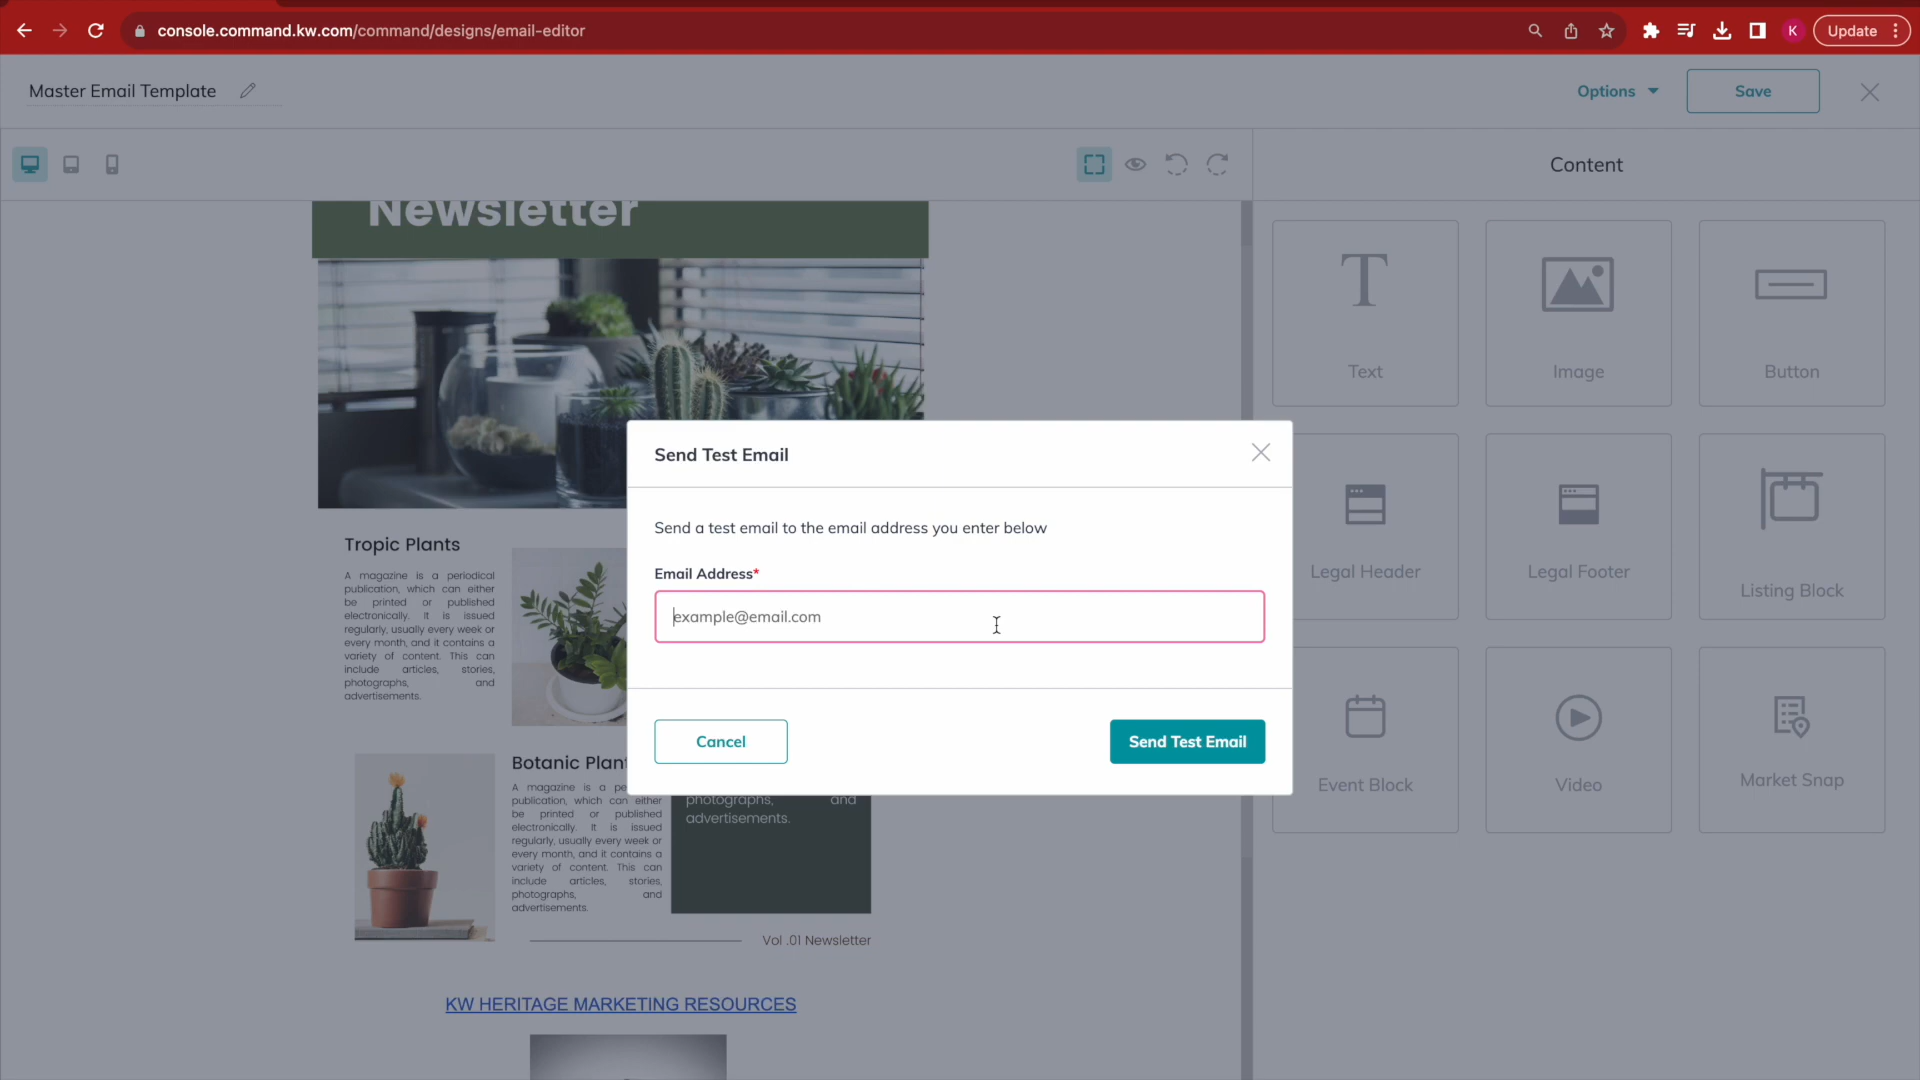 console.command.kw.com/command/designs/email-editor
K
Update
Master Email Template
Options
Save
Content
Newsletter
Text
Image
Button
Send Test Email
Send a test email to the email address you enter below
Email Address*
example@email.com
Cancel
Send Test Email
Legal Header
Legal Footer
Listing Block
Event Block
Video
Market Snap
Tropic Plants
A magazine is a periodical
publication, which can either
be printed or published
electronically. It is issued
regularly, usually every week or
every month, and it contains a
variety of content. This can
include articles, stories,
photographs, and
advertisements.
Botanic Plant
A magazine is a pe
publication, which can either
be printed or published
electronically. It is issued
regularly, usually every week or
every month, and it contains a
variety of content. This can
include articles, stories,
photographs, and
advertisements.
photographs, and
advertisements.
Vol .01 Newsletter
KW HERITAGE MARKETING RESOURCES